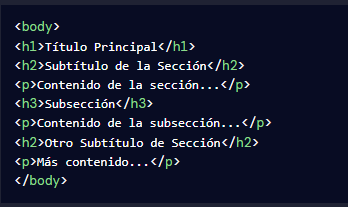 <body>
<h1>Título Principal</h1>
<h2>Subtítulo de la Sección</h2>
<p>Contenido de la sección...</p>
<h3>Subsección</h3>
<p>Contenido de la subsección...</p>
<h2>Otro Subtítulo de Sección</h2>
<p>Más contenido...</p>
</body>